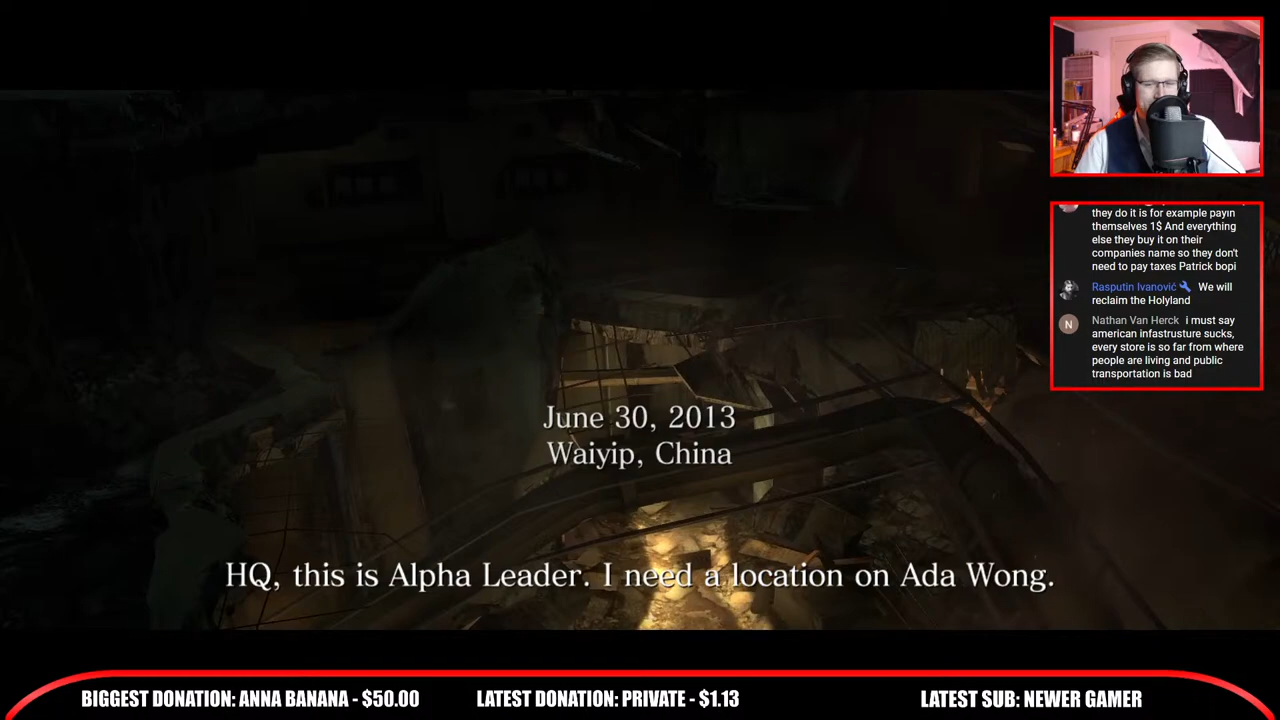 they do it is for example payin
themselves 1$ And everything
else they buy it on their
companies name so they don't
need to pay taxes Patrick bopi
Rasputin Ivanović We will
reclaim the Holyland
N
Nathan Van Herck i must say
american infastrusture sucks,
every store is so far from where
people are living and public
transportation is bad
June 30, 2013
Waiyip, China
HQ, this is Alpha Leader. I need a location on Ada Wong.
BIGGEST DONATION: ANNA BANANA - $50.00
LATEST DONATION: PRIVATE - $1.13
LATEST SUB: NEWER GAMER